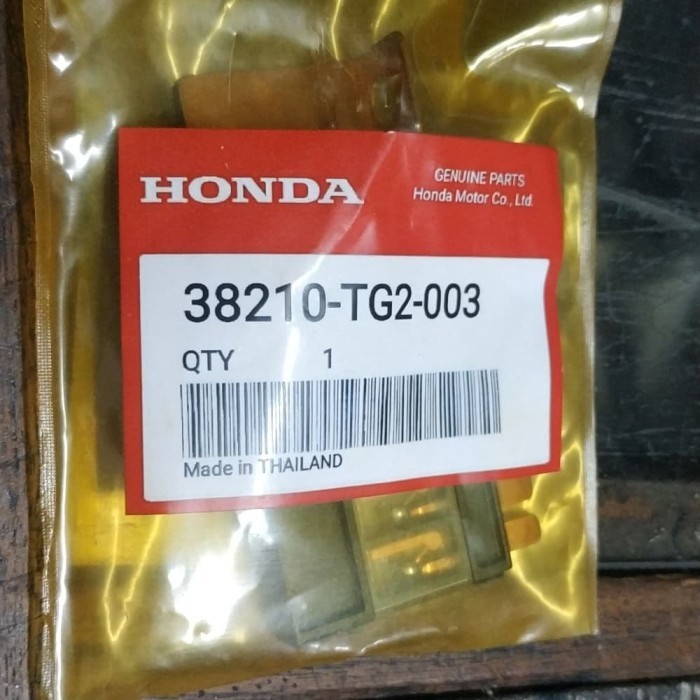 HONDA
GENUINE PARTS
Honda Motor Co., Ltd.
38210-TG2-003
QTY 1
Made in THAILAND